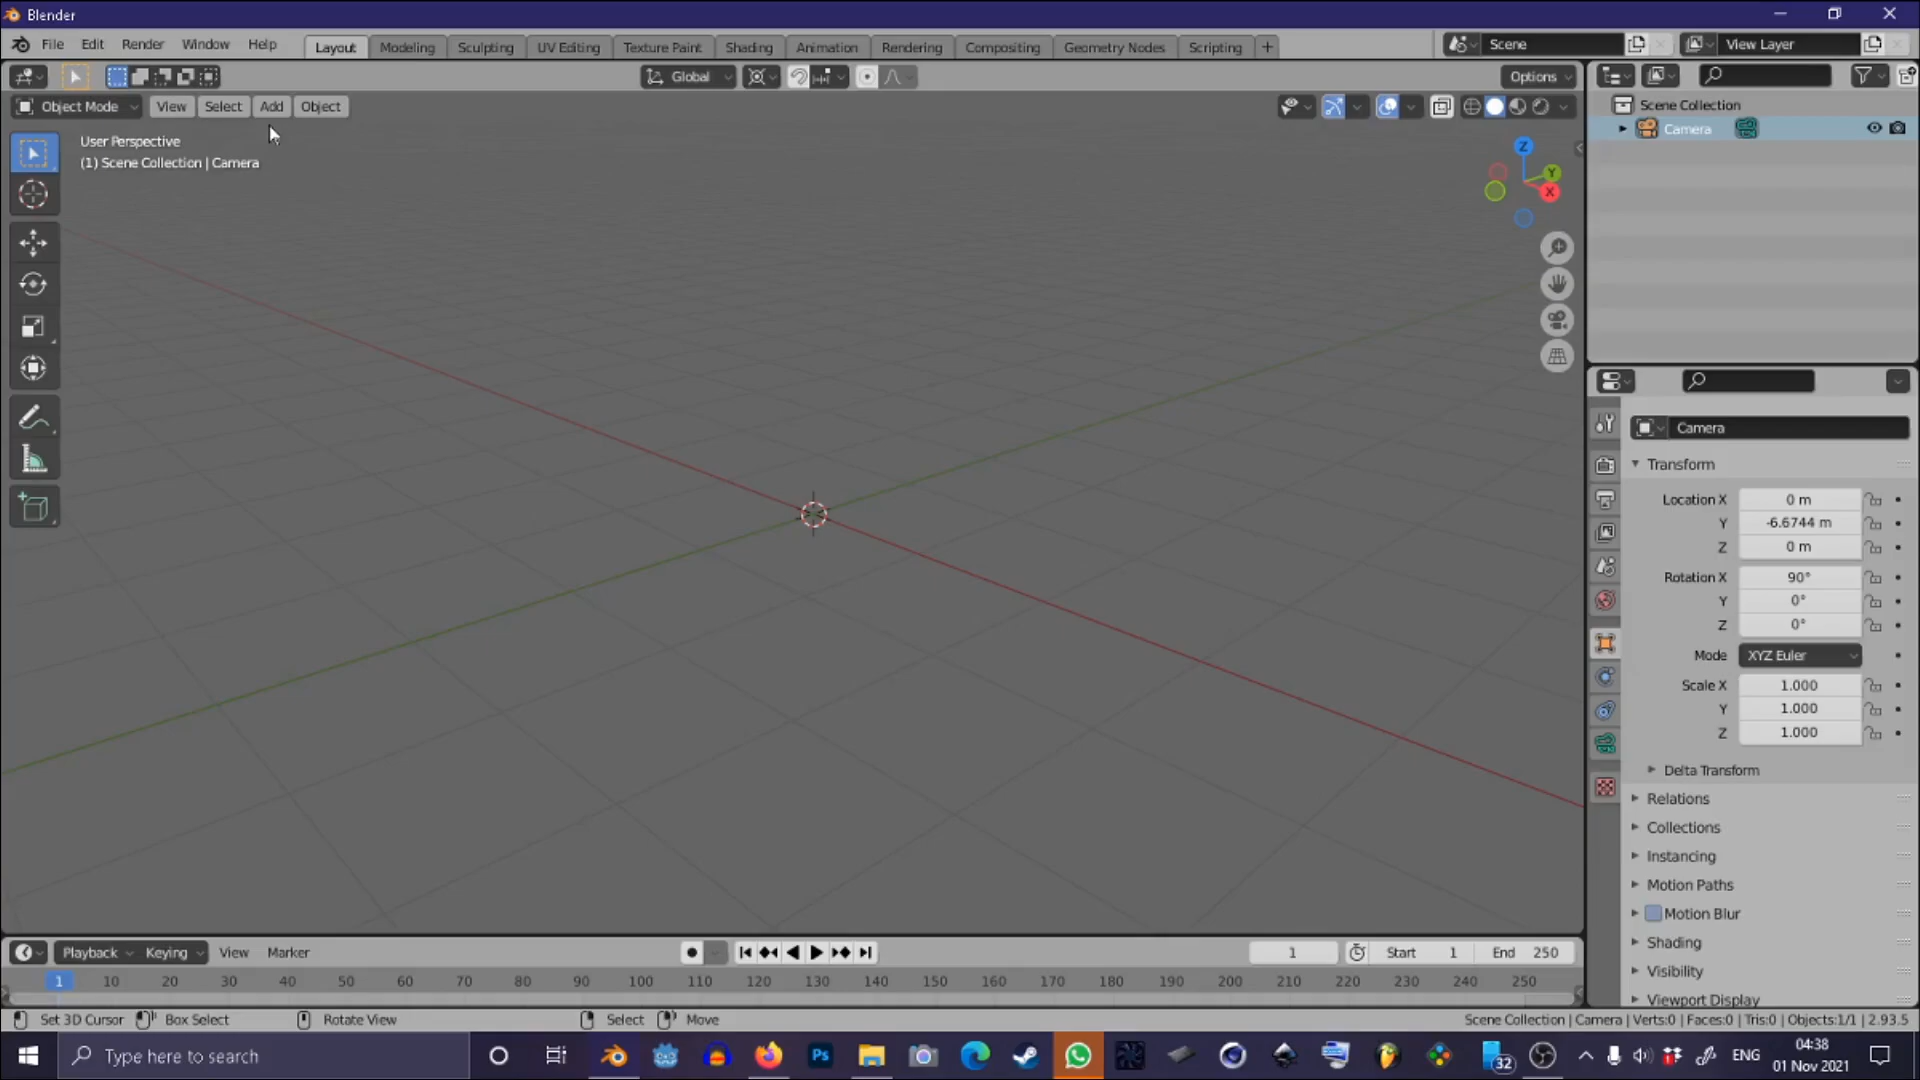 Blender
File Edit Render Window Help Layout Modeling Sculpting UV Editing Texture Paint Shading Animation Rendering Compositing Geometry Nodes Scripting + Scene View Layer
Global Options
Object Mode View Select Add Object
User Perspective
(1) Scene Collection | Camera
Z
Y
X
Scene Collection
Camera
Camera
Transform
Location X 0 m
Y -6.6744 m
Z 0 m
Rotation X 90°
Y 0°
Z 0°
Mode XYZ Euler
Scale X 1.000
Y 1.000
Z 1.000
Delta Transform
Relations
Collections
Instancing
Motion Paths
Motion Blur
Shading
Visibility
Viewport Display
Playback Keying View Marker 1 Start 1 End 250
1 10 20 30 40 50 60 70 80 90 100 110 120 130 140 150 160 170 180 190 200 210 220 230 240 250
Set 3D Cursor Box Select Rotate View Select Move Scene Collection | Camera | Verts:0 | Faces:0 | Tris:0 | Objects:1/1 | 2.93.5
Type here to search Ps 32 ENG 04:38
01 Nov 2021